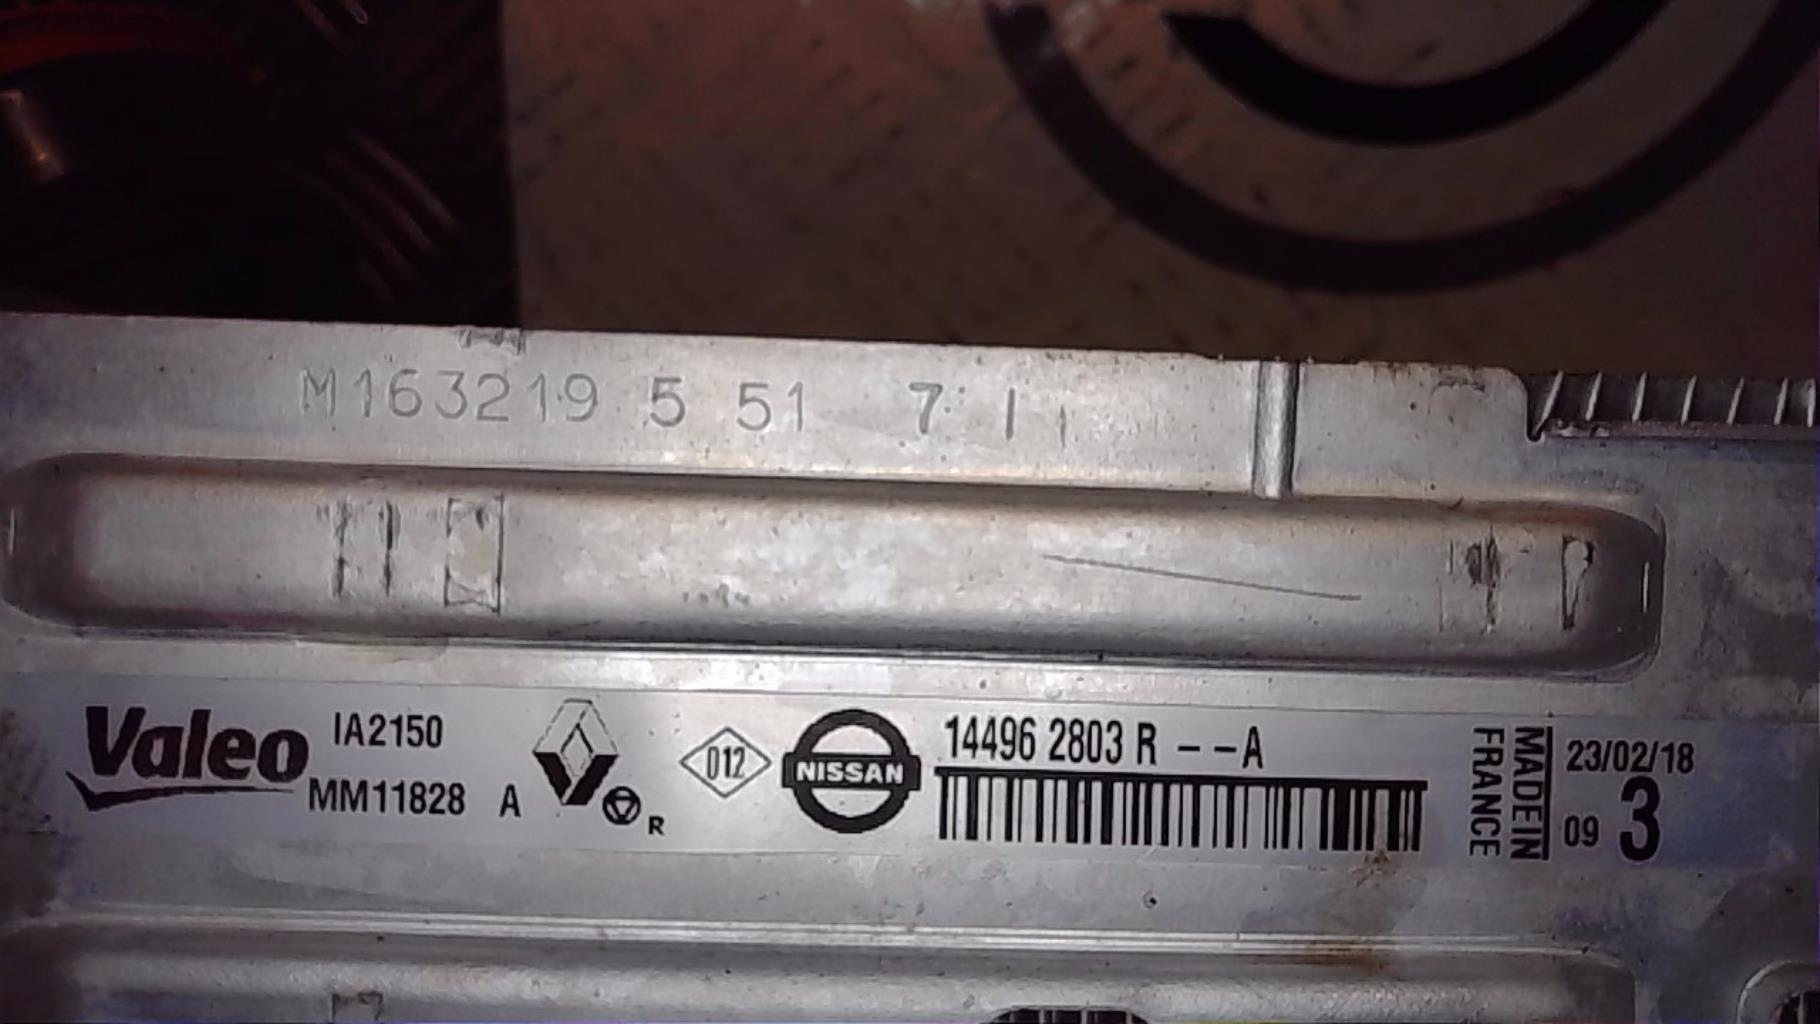 M163219 5 51 7
Valeo
IA2150
MM11828 A
R
012
NISSAN
14496 2803 R --A
MADE IN
FRANCE
23/02/18
09 3